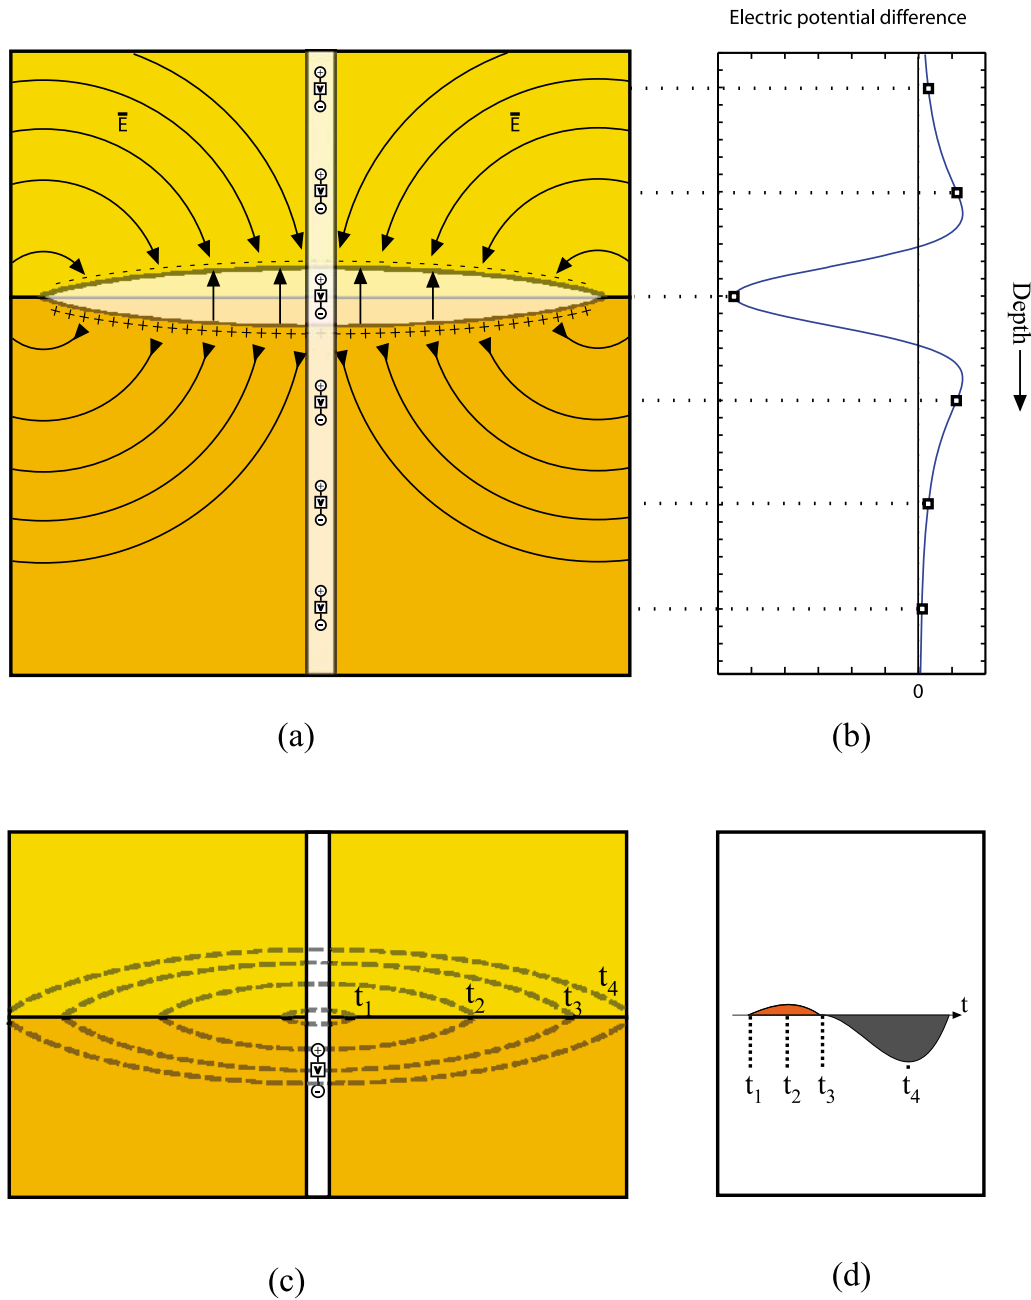 Electric potential difference
E̅ E̅
Depth
0
(a) (b)
t₁ t₂ t₃ t₄
t
t₁ t₂ t₃ t₄
(c) (d)